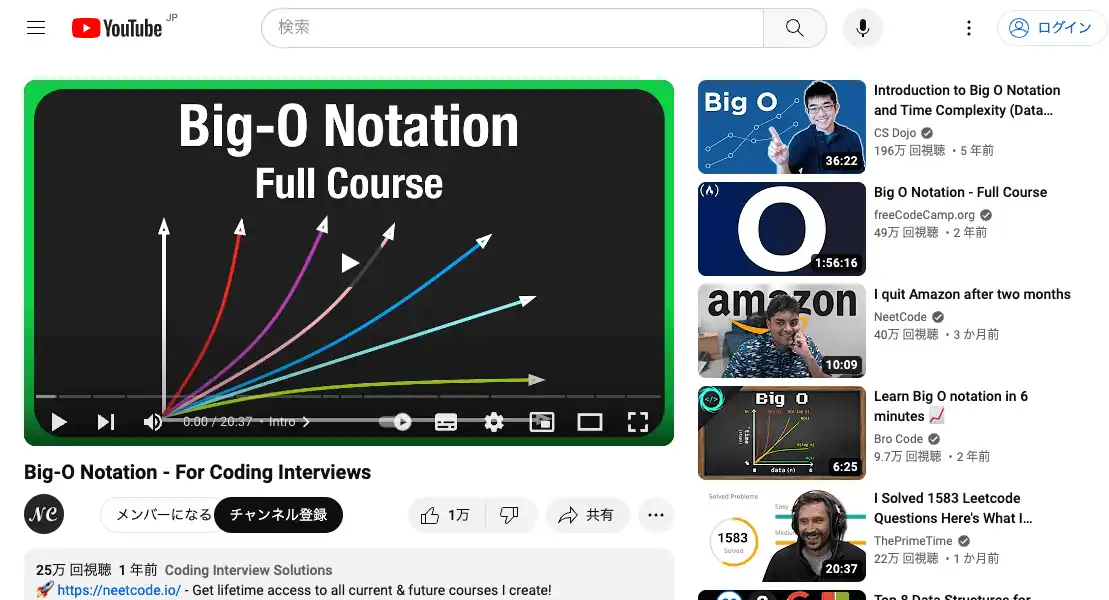 YouTube JP
検索
ログイン
Big-O Notation
Full Course
0:00 / 20:37 • Intro
Big-O Notation - For Coding Interviews
NC
メンバーになる
チャンネル登録
1万
共有
25万 回視聴 1 年前 Coding Interview Solutions
🚀 https://neetcode.io/ - Get lifetime access to all current & future courses I create!
Big O
36:22
Introduction to Big O Notation
and Time Complexity (Data…
CS Dojo
196万 回視聴 • 5 年前
O
1:56:16
Big O Notation - Full Course
freeCodeCamp.org
49万 回視聴 • 2 年前
amazon
10:09
I quit Amazon after two months
NeetCode
40万 回視聴 • 3 か月前
Big O
time
data (n)
6:25
Learn Big O notation in 6
minutes 📈
Bro Code
9.7万 回視聴 • 2 年前
Solved Problems
1583
Solved
Easy
Medium
20:37
I Solved 1583 Leetcode
Questions Here's What I…
ThePrimeTime
22万 回視聴 • 1 か月前
Top 8 Data Structures for